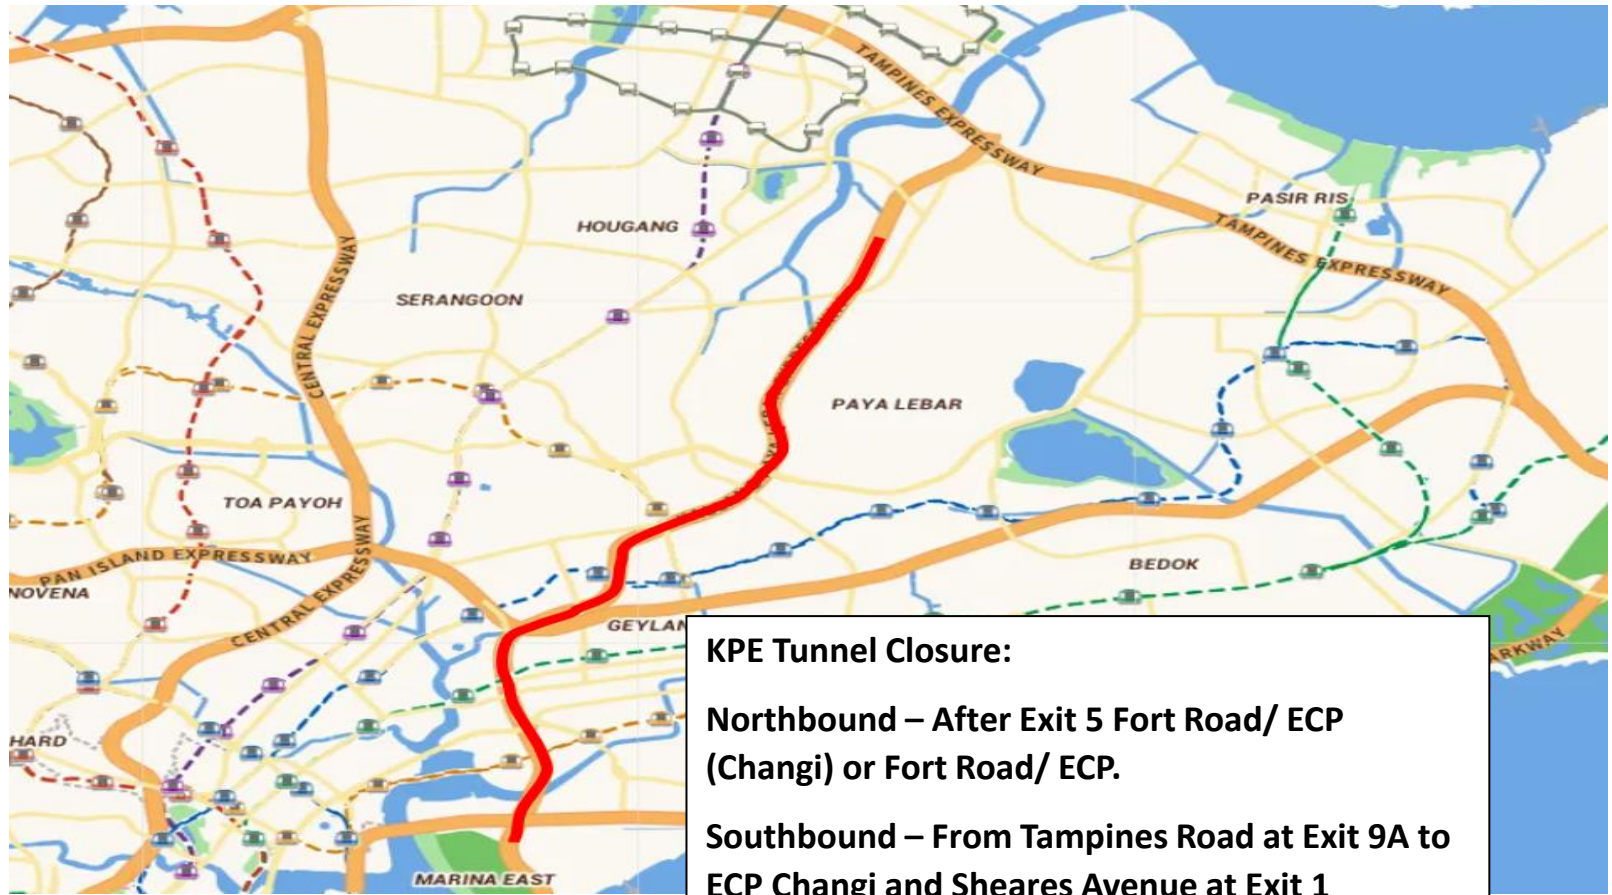 TAMPINES EXPRESSWAY
PASIR RIS
HOUGANG
TAMPINES EXPRESSWAY
CENTRAL EXPRESSWAY
SERANGOON
PAYA LEBAR
TOA PAYOH
PAN ISLAND EXPRESSWAY
NOVENA
CENTRAL EXPRESSWAY
BEDOK
GEYLAN
ARKWAY
HARD
MARINA EAST
KPE Tunnel Closure:
Northbound – After Exit 5 Fort Road/ ECP
(Changi) or Fort Road/ ECP.
Southbound – From Tampines Road at Exit 9A to
ECP Changi and Sheares Avenue at Exit 1